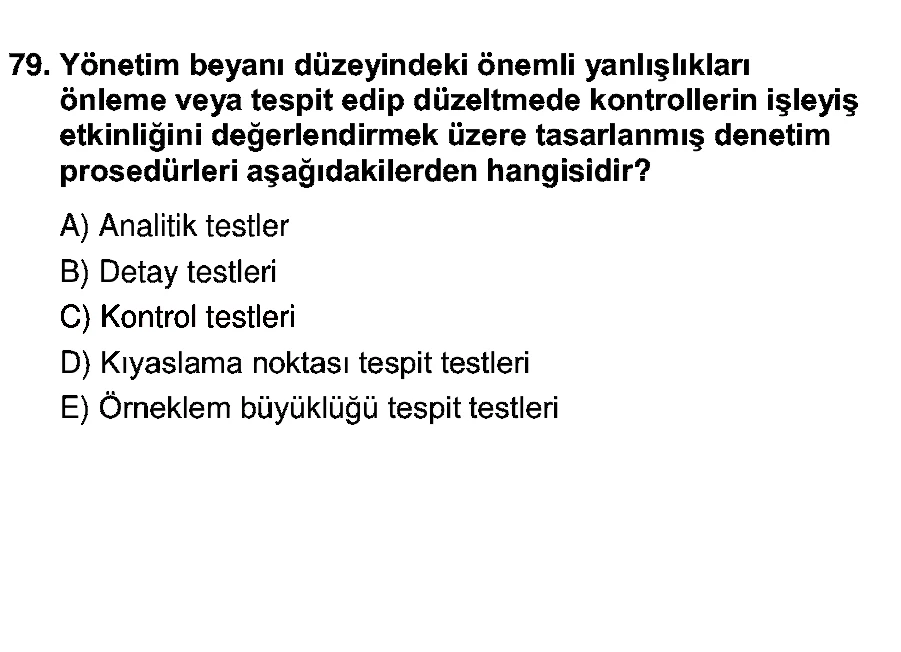 79. Yönetim beyanı düzeyindeki önemli yanlışlıkları
önleme veya tespit edip düzeltmede kontrollerin işleyiş
etkinliğini değerlendirmek üzere tasarlanmış denetim
prosedürleri aşağıdakilerden hangisidir?
A) Analitik testler
B) Detay testleri
C) Kontrol testleri
D) Kıyaslama noktası tespit testleri
E) Örneklem büyüklüğü tespit testleri